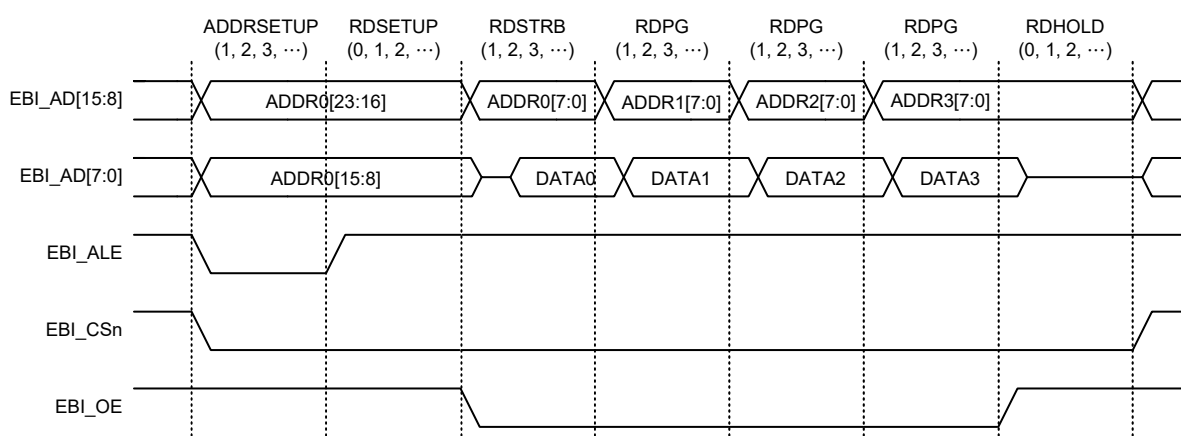 ADDRSETUP RDSETUP RDSTRB RDPG RDPG RDPG RDHOLD
(1, 2, 3, ⋯) (0, 1, 2, ⋯) (1, 2, 3, ⋯) (1, 2, 3, ⋯) (1, 2, 3, ⋯) (1, 2, 3, ⋯) (0, 1, 2, ⋯)
EBI_AD[15:8] ADDR0[23:16] ADDR0[7:0] ADDR1[7:0] ADDR2[7:0] ADDR3[7:0]
EBI_AD[7:0] ADDR0[15:8] DATA0 DATA1 DATA2 DATA3
EBI_ALE
EBI_CSn
EBI_OE